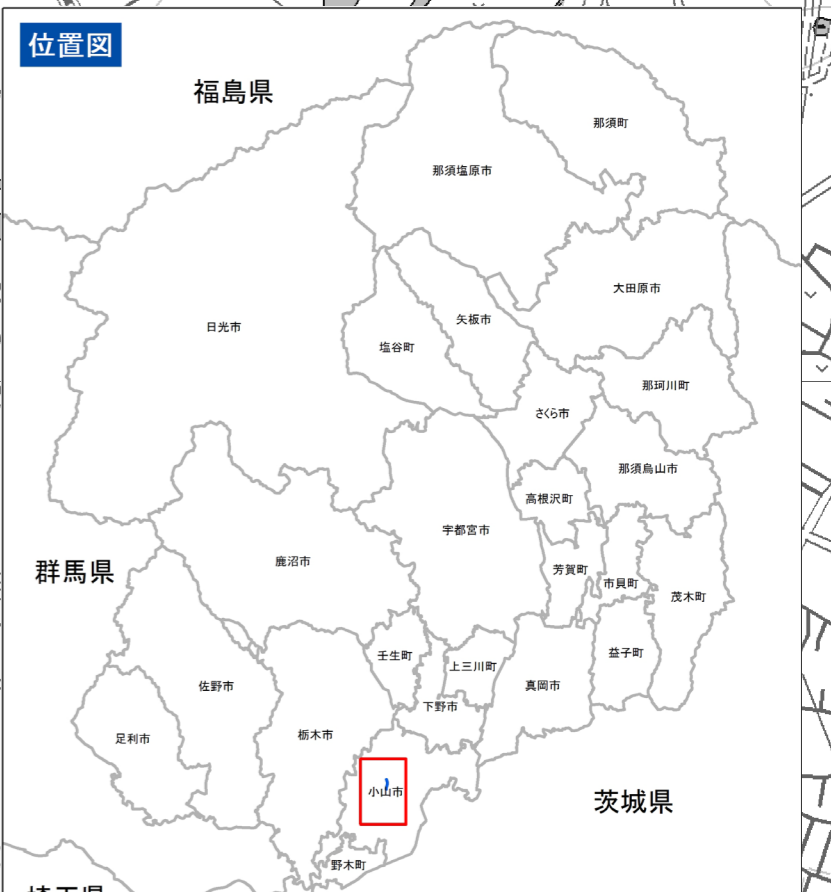 位置図
福島県
那須町
那須塩原市
大田原市
矢板市
日光市
塩谷町
那珂川町
さくら市
那須烏山市
高根沢町
宇都宮市
鹿沼市
群馬県
芳賀町
市貝町
茂木町
壬生町
上三川町
益子町
佐野市
真岡市
下野市
栃木市
足利市
小山市
茨城県
野木町
埼玉県